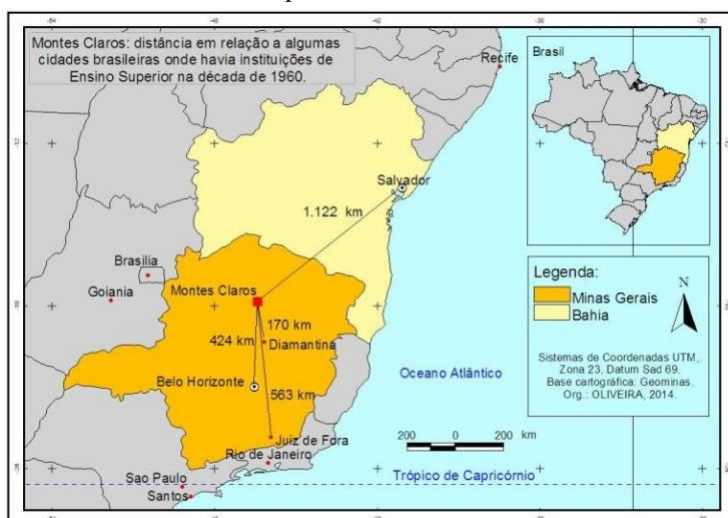 Montes Claros: distância em relação a algumas
cidades brasileiras onde havia instituições de
Ensino Superior na década de 1960.
Recife
Brasil
Salvador
1.122 km
Brasilia
Goiania
Montes Claros
170 km
424 km
Diamantina
Belo Horizonte
563 km
Juiz de Fora
Rio de Janeiro
Sao Paulo
Santos
Oceano Atlântico
200 0 200 km
Trópico de Capricórnio
Legenda:
Minas Gerais
Bahia
N
Sistemas de Coordenadas UTM,.
Zona 23, Datum Sad 69.
Base cartográfica: Geominas.
Org.: OLIVEIRA, 2014.